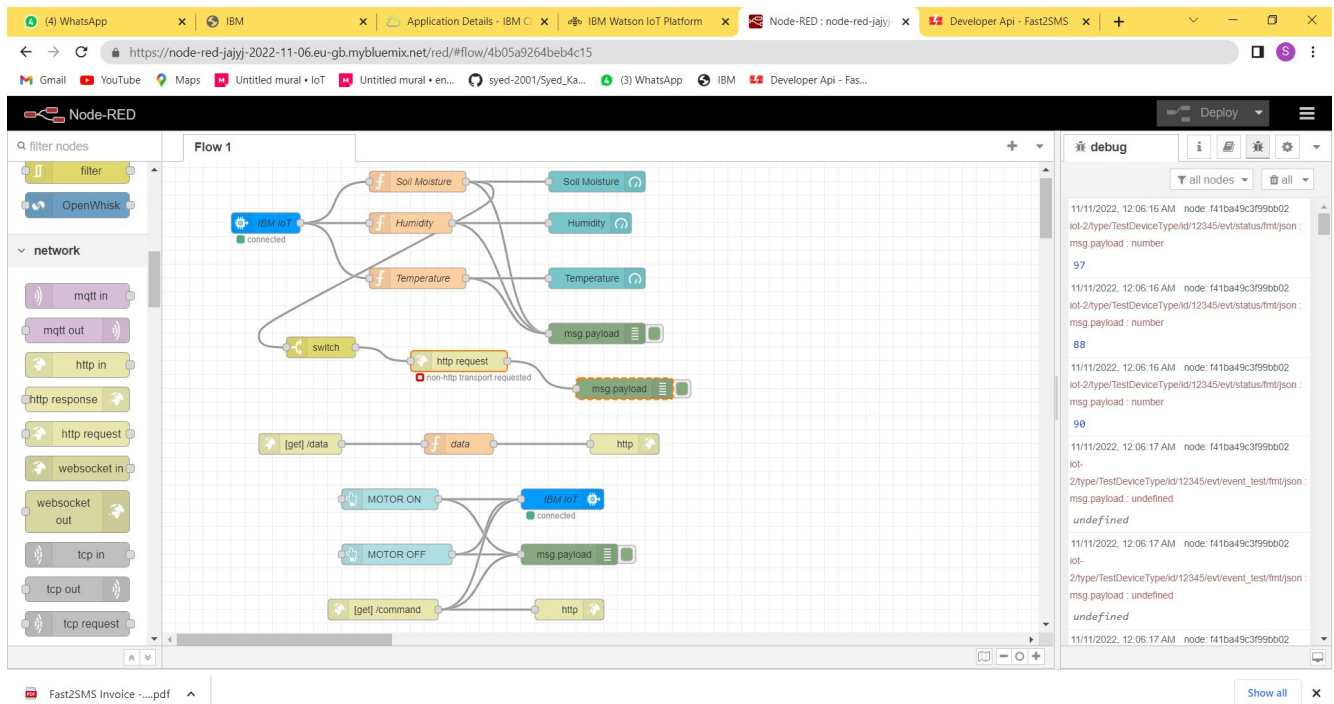 (4) WhatsApp
IBM
Application Details - IBM Cl
IBM Watson IoT Platform
Node-RED : node-red-jajyj-
Developer Api - Fast2SMS
https://node-red-jajyj-2022-11-06.eu-gb.mybluemix.net/red/#flow/4b05a9264beb4c15
S
Gmail
YouTube
Maps
Untitled mural • IoT
Untitled mural • en...
syed-2001/Syed_Ka...
(3) WhatsApp
IBM
Developer Api - Fas...
Node-RED
Deploy
filter nodes
filter
OpenWhisk
network
mqtt in
mqtt out
http in
http response
http request
websocket in
websocket
out
tcp in
tcp out
tcp request
Flow 1
Soil Moisture
Soil Moisture
IBM IoT
connected
Humidity
Humidity
Temperature
Temperature
msg.payload
switch
http request
non-http transport requested
msg.payload
[get] /data
data
http
MOTOR ON
IBM IoT
connected
MOTOR OFF
msg.payload
[get] /command
http
debug
all nodes
all
11/11/2022, 12:06:16 AM node: f41ba49c3f99bb02
iot-2/type/TestDeviceType/id/12345/evt/status/fmt/json :
msg.payload : number
97
11/11/2022, 12:06:16 AM node: f41ba49c3f99bb02
iot-2/type/TestDeviceType/id/12345/evt/status/fmt/json :
msg.payload : number
88
11/11/2022, 12:06:16 AM node: f41ba49c3f99bb02
iot-2/type/TestDeviceType/id/12345/evt/status/fmt/json :
msg.payload : number
90
11/11/2022, 12:06:17 AM node: f41ba49c3f99bb02
iot-
2/type/TestDeviceType/id/12345/evt/event_test/fmt/json :
msg.payload : undefined
undefined
11/11/2022, 12:06:17 AM node: f41ba49c3f99bb02
iot-
2/type/TestDeviceType/id/12345/evt/event_test/fmt/json :
msg.payload : undefined
undefined
11/11/2022, 12:06:17 AM node: f41ba49c3f99bb02
Fast2SMS Invoice -....pdf
Show all